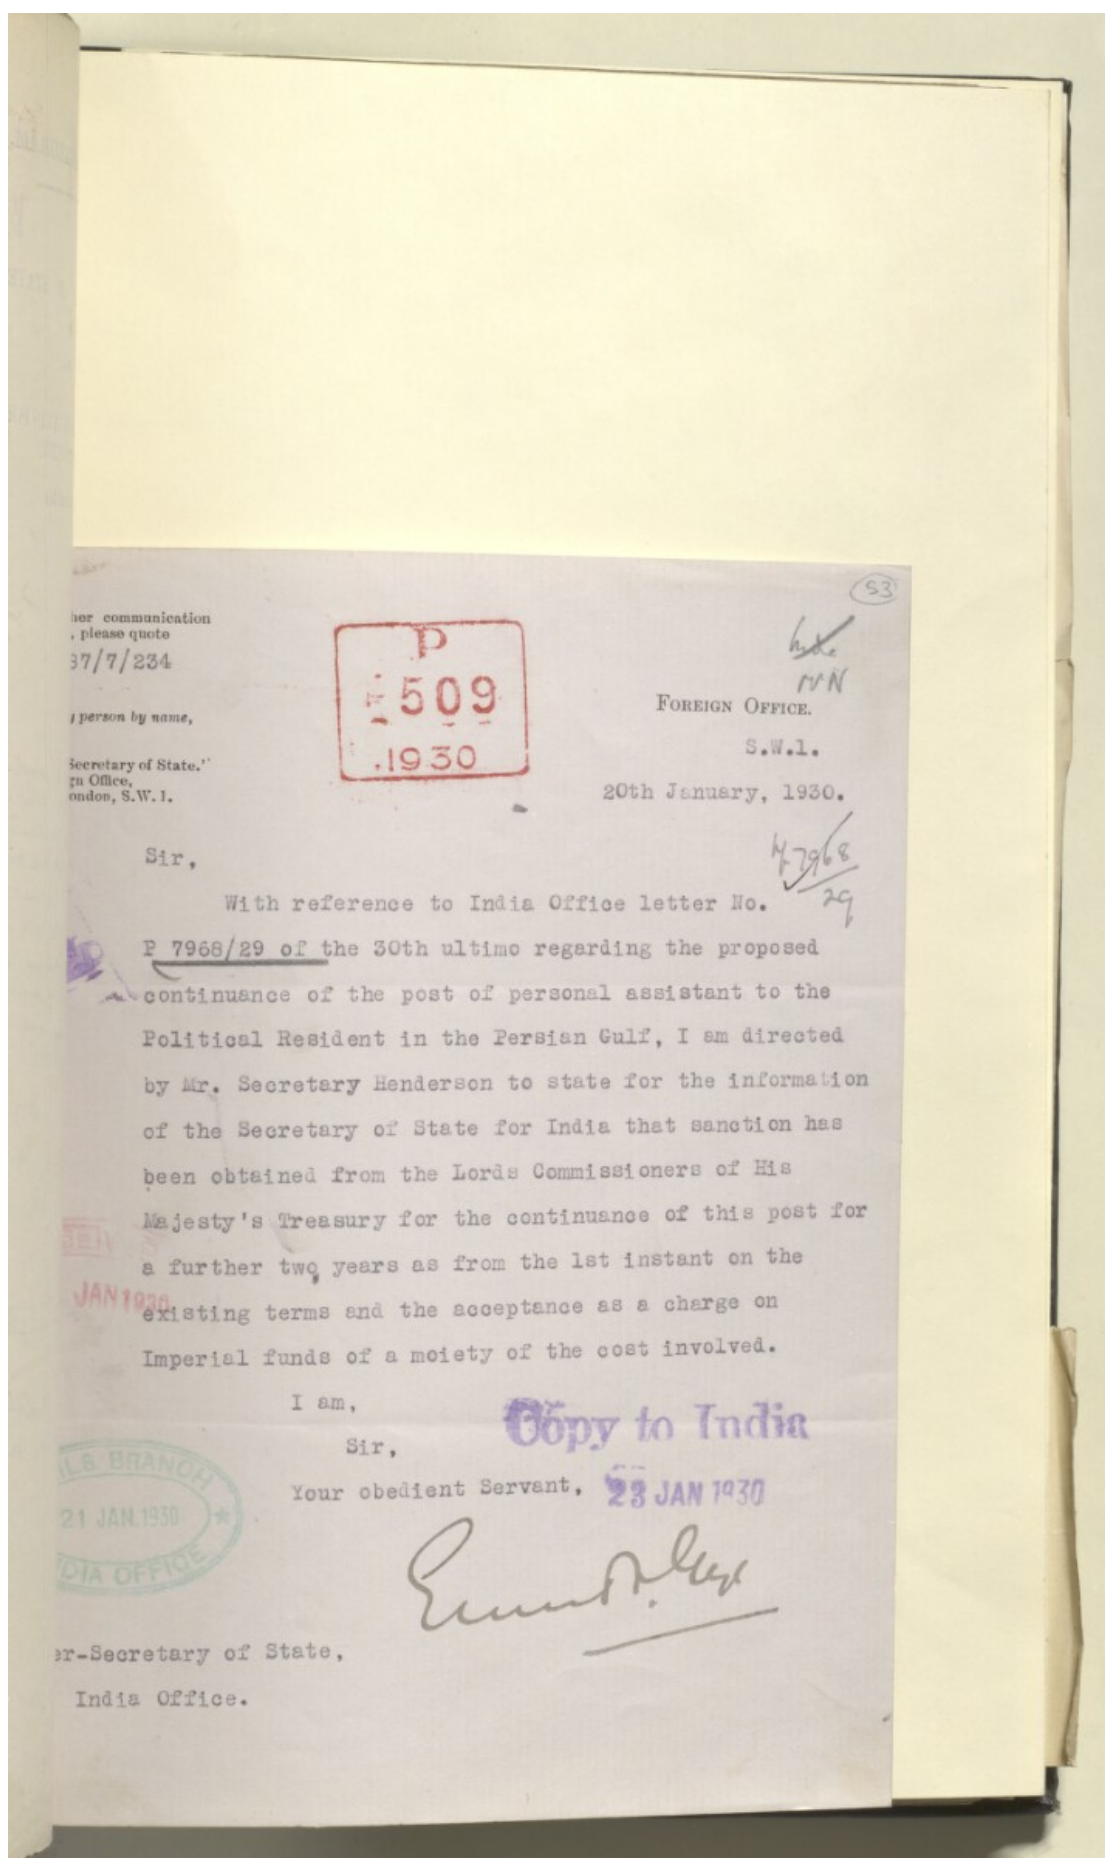 53
her communication
, please quote
37/7/234
y person by name,
Secretary of State."
gn Office,
ondon, S.W.1.
P
509
1930
NN
FOREIGN OFFICE.
S.W.1.
20th January, 1930.
7968
29
Sir,
With reference to India Office letter No.
P 7968/29 of the 30th ultimo regarding the proposed
continuance of the post of personal assistant to the
Political Resident in the Persian Gulf, I am directed
by Mr. Secretary Henderson to state for the information
of the Secretary of State for India that sanction has
been obtained from the Lords Commissioners of His
Majesty's Treasury for the continuance of this post for
a further two years as from the 1st instant on the
existing terms and the acceptance as a charge on
Imperial funds of a moiety of the cost involved.
JAN 1930
I am,
Sir,
Your obedient Servant,
Copy to India
23 JAN 1930
ILS BRANCH
21 JAN.1930
DIA OFFICE
er-Secretary of State,
India Office.